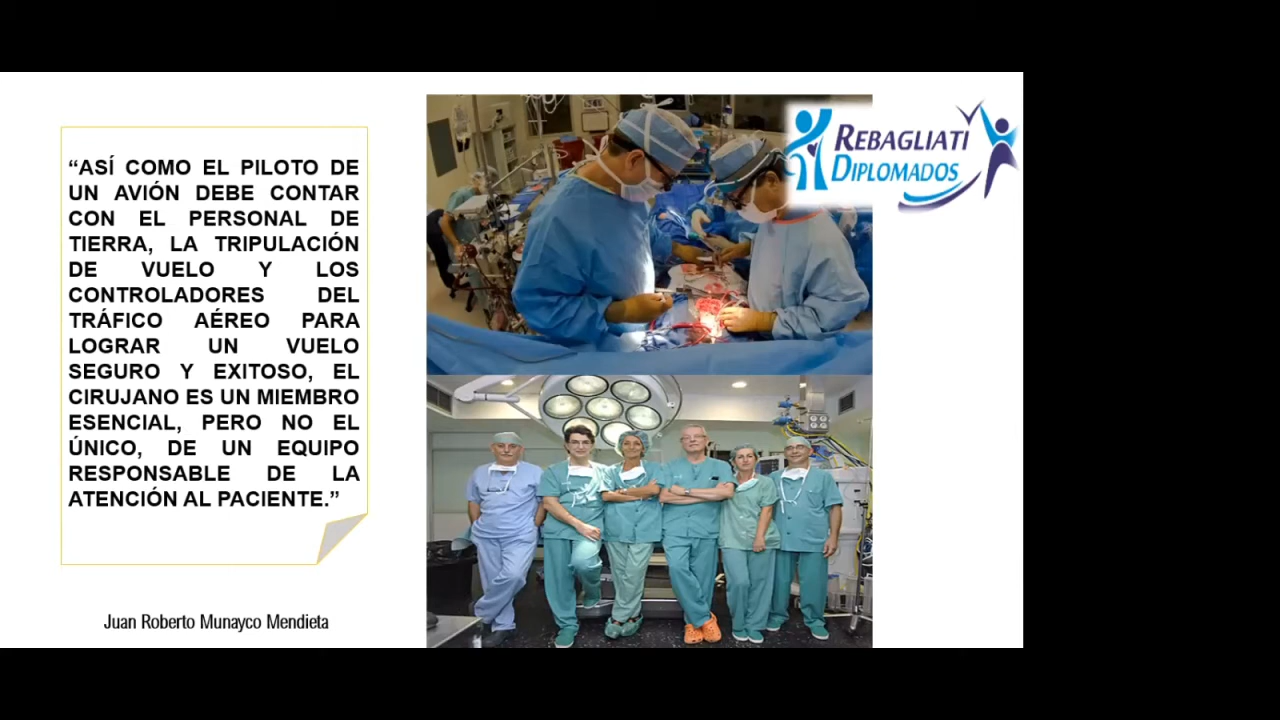 “ASÍ COMO EL PILOTO DE
UN AVIÓN DEBE CONTAR
CON EL PERSONAL DE
TIERRA, LA TRIPULACIÓN
DE VUELO Y LOS
CONTROLADORES DEL
TRÁFICO AÉREO PARA
LOGRAR UN VUELO
SEGURO Y EXITOSO, EL
CIRUJANO ES UN MIEMBRO
ESENCIAL, PERO NO EL
ÚNICO, DE UN EQUIPO
RESPONSABLE DE LA
ATENCIÓN AL PACIENTE.”
Juan Roberto Munayco Mendieta
REBAGLIATI
DIPLOMADOS